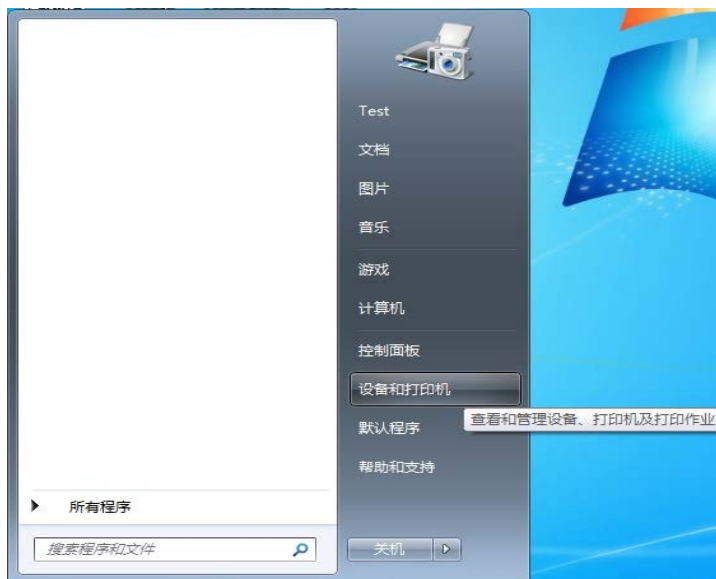 Test
文档
图片
音乐
游戏
计算机
控制面板
设备和打印机
查看和管理设备、打印机及打印作业
默认程序
帮助和支持
所有程序
搜索程序和文件
关机